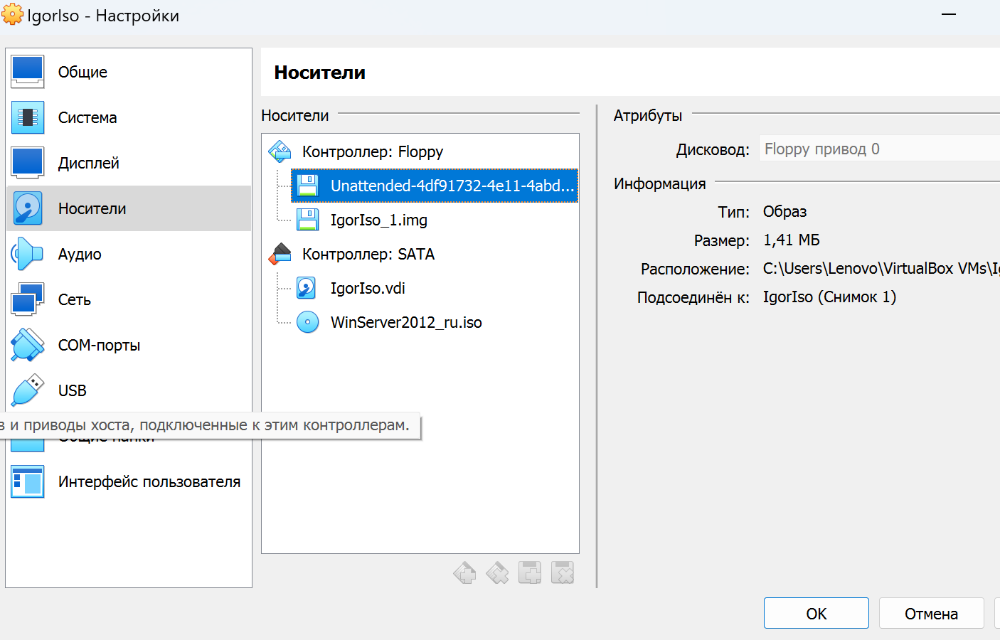 IgorIso - Настройки
Общие
Система
Дисплей
Носители
Аудио
Сеть
COM-порты
USB
в и приводы хоста, подключенные к этим контроллерам.
Интерфейс пользователя
Носители
Носители
Контроллер: Floppy
Unattended-4df91732-4e11-4abd...
IgorIso_1.img
Контроллер: SATA
IgorIso.vdi
WinServer2012_ru.iso
Атрибуты
Дисковод: Floppy привод 0
Информация
Тип: Образ
Размер: 1,41 МБ
Расположение: C:\Users\Lenovo\VirtualBox VMs\Ig
Подсоединён к: IgorIso (Снимок 1)
OK
Отмена